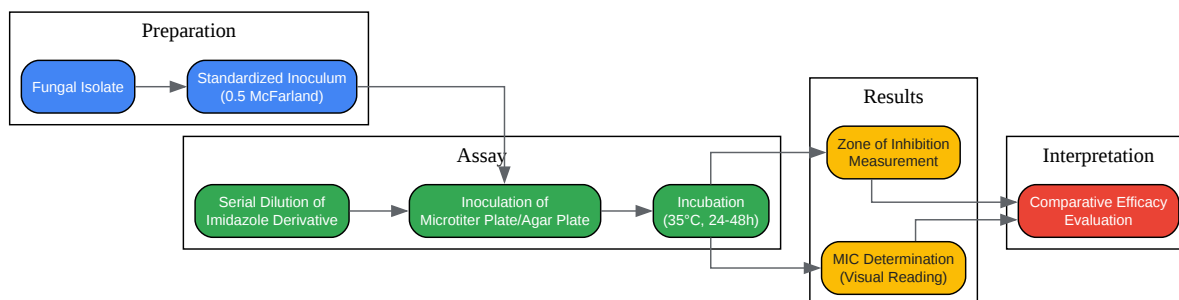 Preparation
Fungal Isolate
Standardized Inoculum
(0.5 McFarland)
Assay
Serial Dilution of
Imidazole Derivative
Inoculation of
Microtiter Plate/Agar Plate
Incubation
(35°C, 24-48h)
Results
Zone of Inhibition
Measurement
MIC Determination
(Visual Reading)
Interpretation
Comparative Efficacy
Evaluation